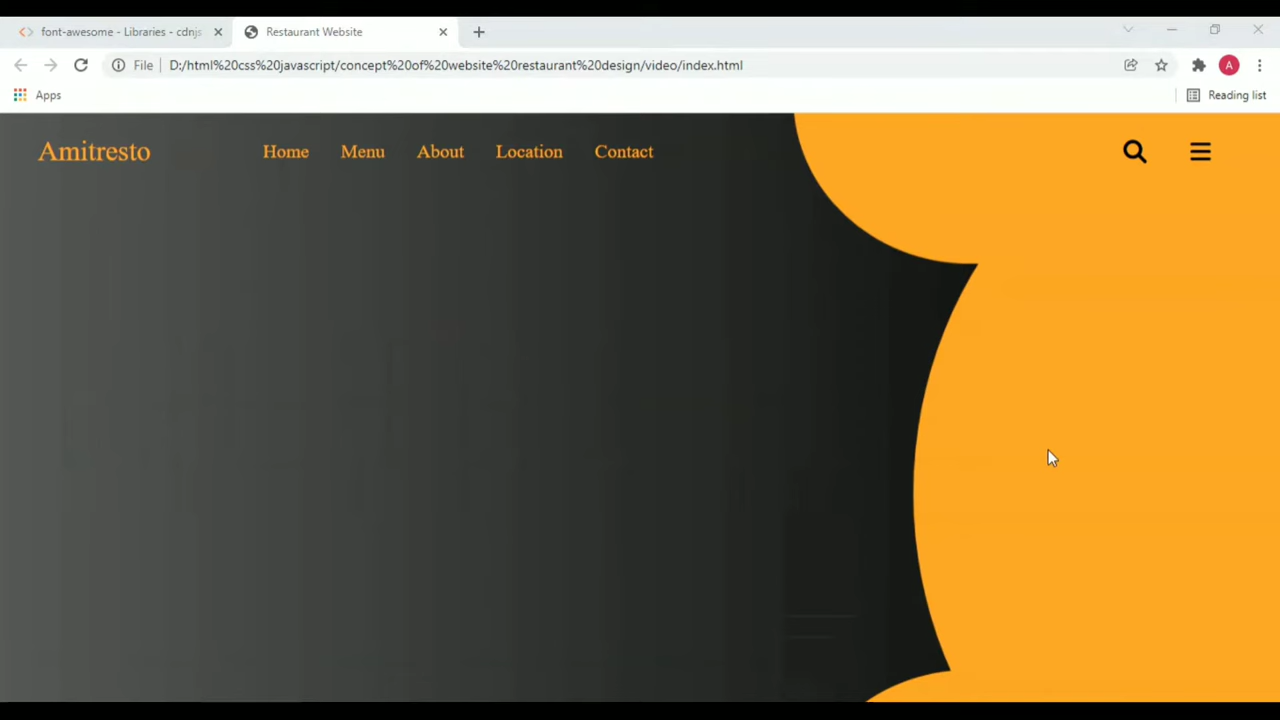 font-awesome - Libraries - cdnjs
Restaurant Website
File
D:/html%20css%20javascript/concept%20of%20website%20restaurant%20design/video/index.html
A
Apps
Reading list
Amitresto
Home Menu About Location Contact